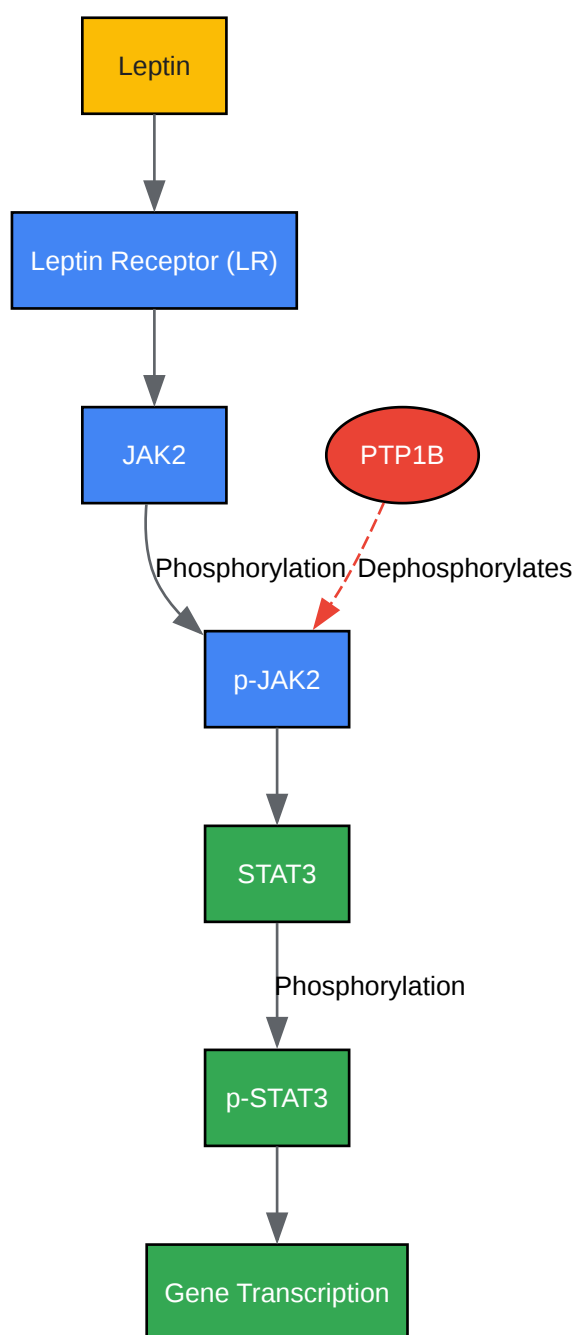 Leptin
Leptin Receptor (LR)
JAK2
PTP1B
Phosphorylation
Dephosphorylates
p-JAK2
STAT3
Phosphorylation
p-STAT3
Gene Transcription